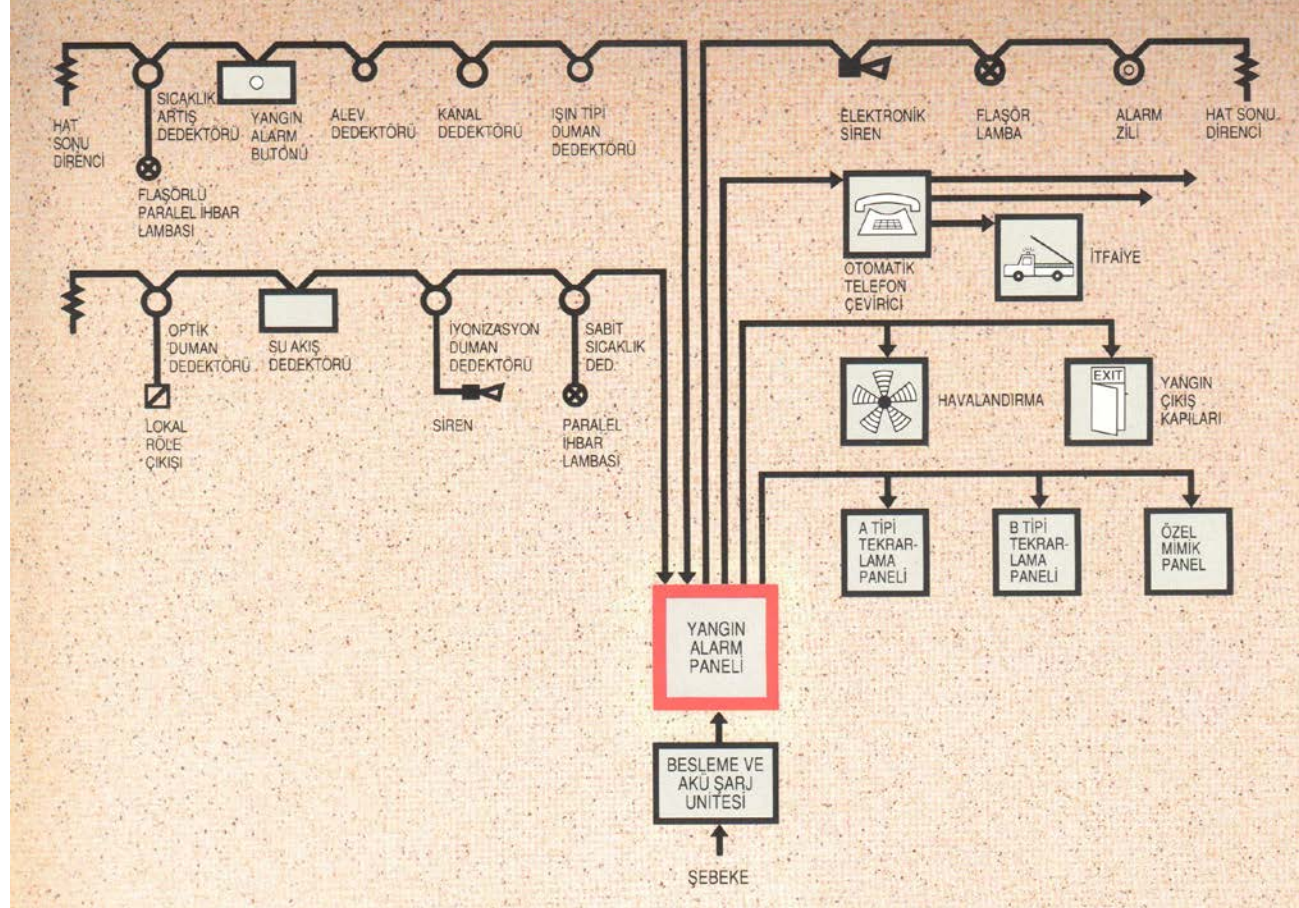 HAT
SONU
DİRENCİ
SICAKLIK
ARTIŞ
DEDEKTÖRÜ
YANGIN
ALARM
BUTONU
ALEV
DEDEKTÖRÜ
KANAL
DEDEKTÖRÜ
IŞIN TİPİ
DUMAN
DEDEKTÖRÜ
FLAŞÖRLÜ
PARALEL İHBAR
LAMBASI
ELEKTRONİK
SİREN
FLAŞÖR
LAMBA
ALARM
ZİLİ
HAT SONU
DİRENCİ
OTOMATİK
TELEFON
ÇEVİRİCİ
İTFAİYE
OPTİK
DUMAN
DEDEKTÖRÜ
SU AKIŞ
DEDEKTÖRÜ
İYONIZASYON
DUMAN
DEDEKTÖRÜ
SABİT
SICAKLIK
DED.
LOKAL
RÖLE
ÇIKIŞI
SİREN
PARALEL
İHBAR
LAMBASI
HAVALANDIRMA
EXIT
YANGIN
ÇIKIŞ
KAPILARI
A TİPİ
TEKRAR-
LAMA
PANELİ
B TİPİ
TEKRAR-
LAMA
PANELİ
ÖZEL
MİMİK
PANEL
YANGIN
ALARM
PANELİ
BESLEME VE
AKÜ ŞARJ
UNİTESİ
ŞEBEKE